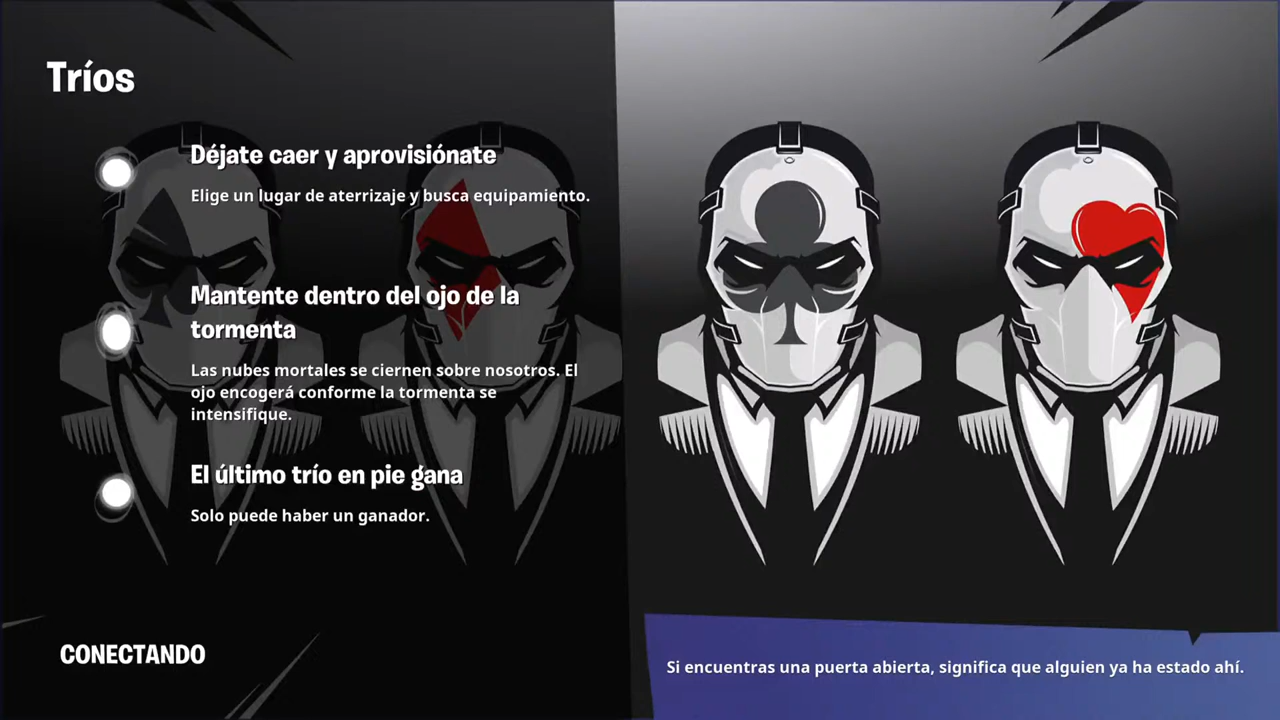 Tríos
Déjate caer y aprovisiónate
Elige un lugar de aterrizaje y busca equipamiento.
Mantente dentro del ojo de la
tormenta
Las nubes mortales se ciernen sobre nosotros. El
ojo encogerá conforme la tormenta se
intensifique.
El último trío en pie gana
Solo puede haber un ganador.
CONECTANDO
Si encuentras una puerta abierta, significa que alguien ya ha estado ahí.